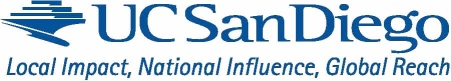 UC San Diego
Local Impact, National Influence, Global Reach